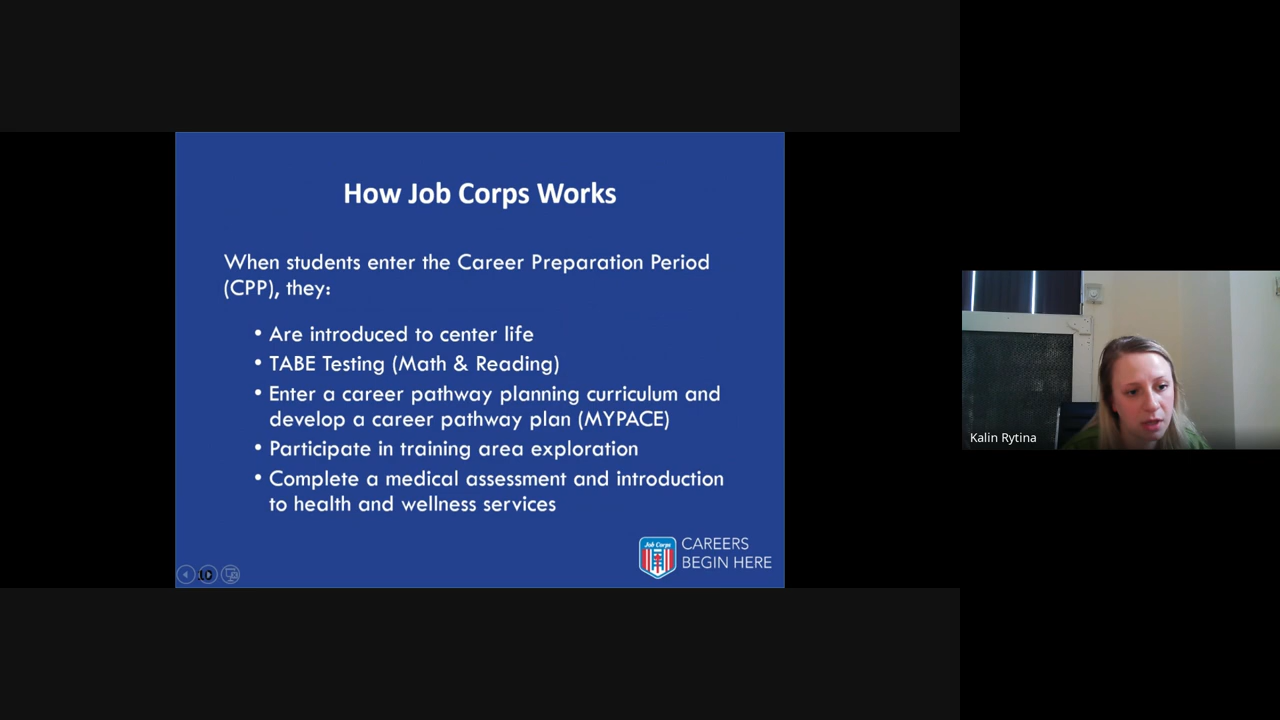 How Job Corps Works
When students enter the Career Preparation Period
(CPP), they:
• Are introduced to center life
• TABE Testing (Math & Reading)
• Enter a career pathway planning curriculum and
develop a career pathway plan (MYPACE)
• Participate in training area exploration
• Complete a medical assessment and introduction
to health and wellness services
Job Corps
CAREERS
BEGIN HERE
Kalin Rytina